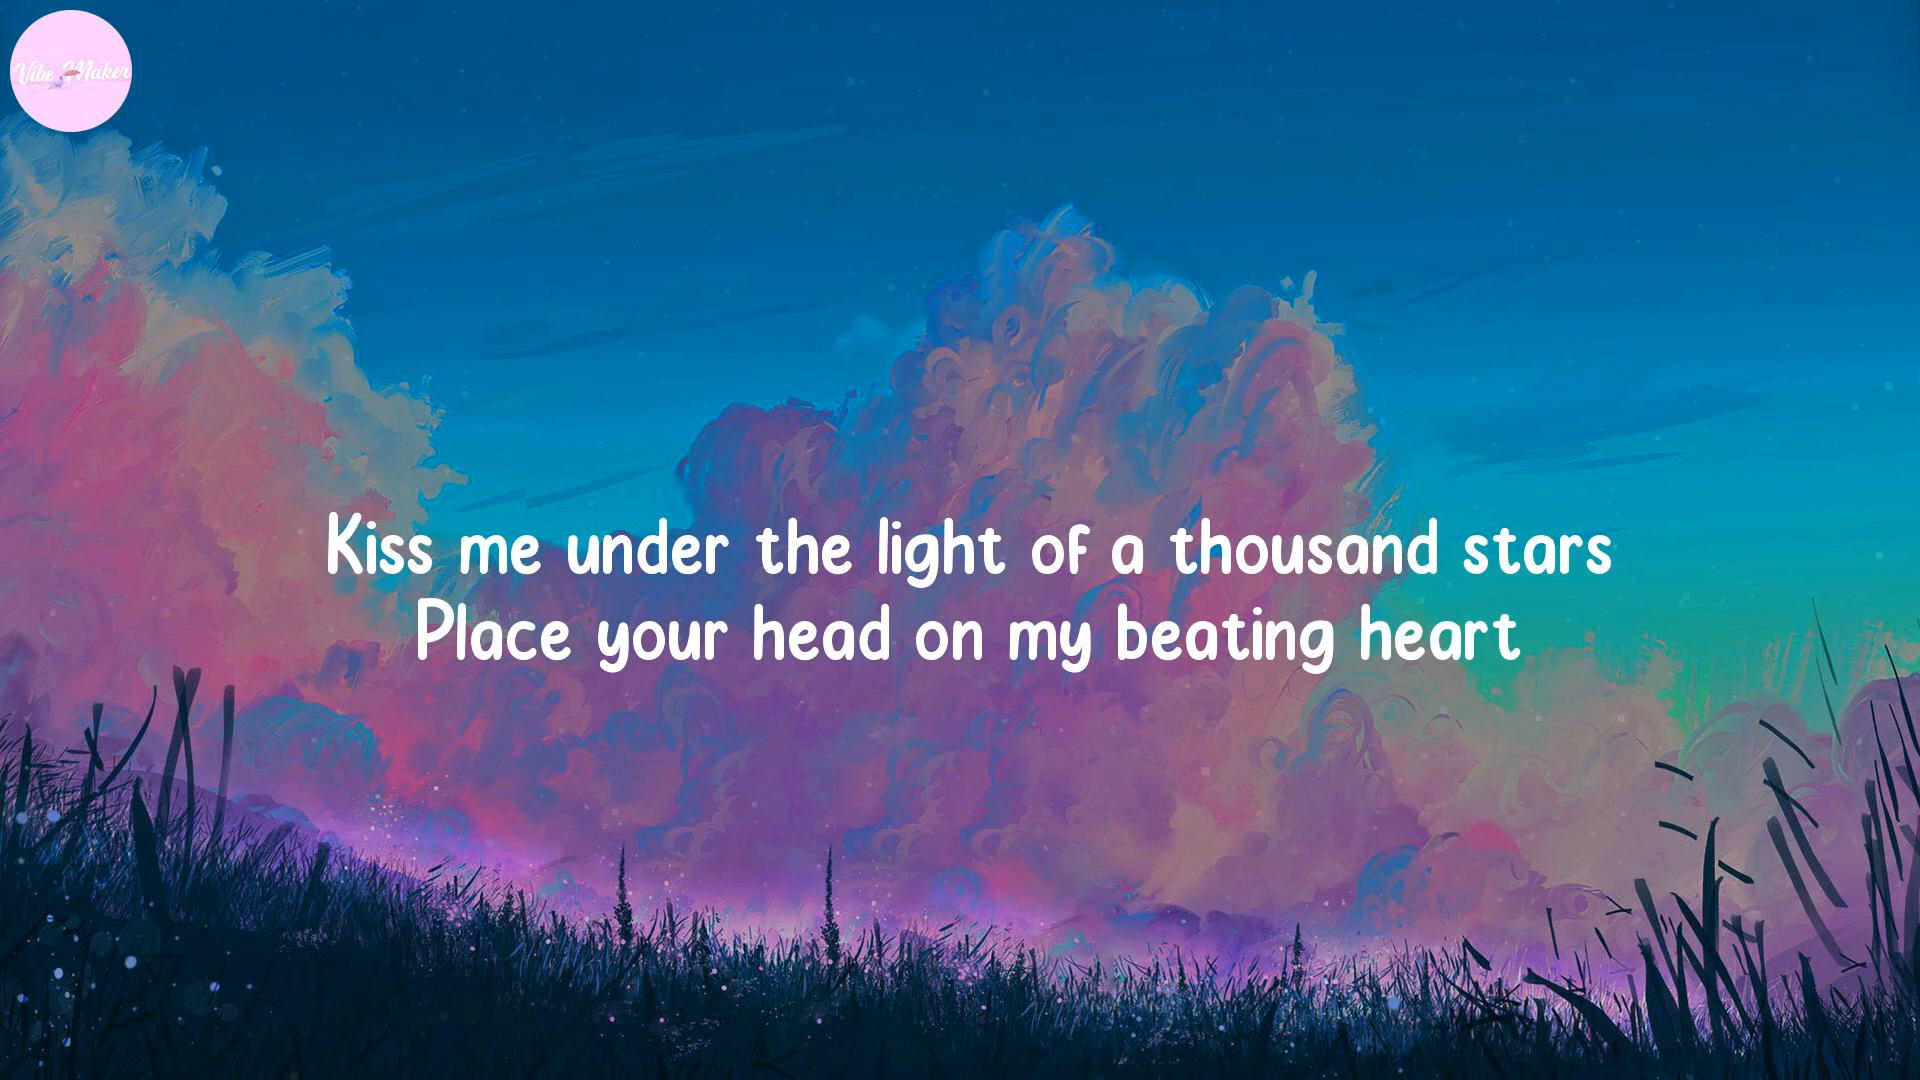 Vibe Maker
Kiss me under the light of a thousand stars
Place your head on my beating heart